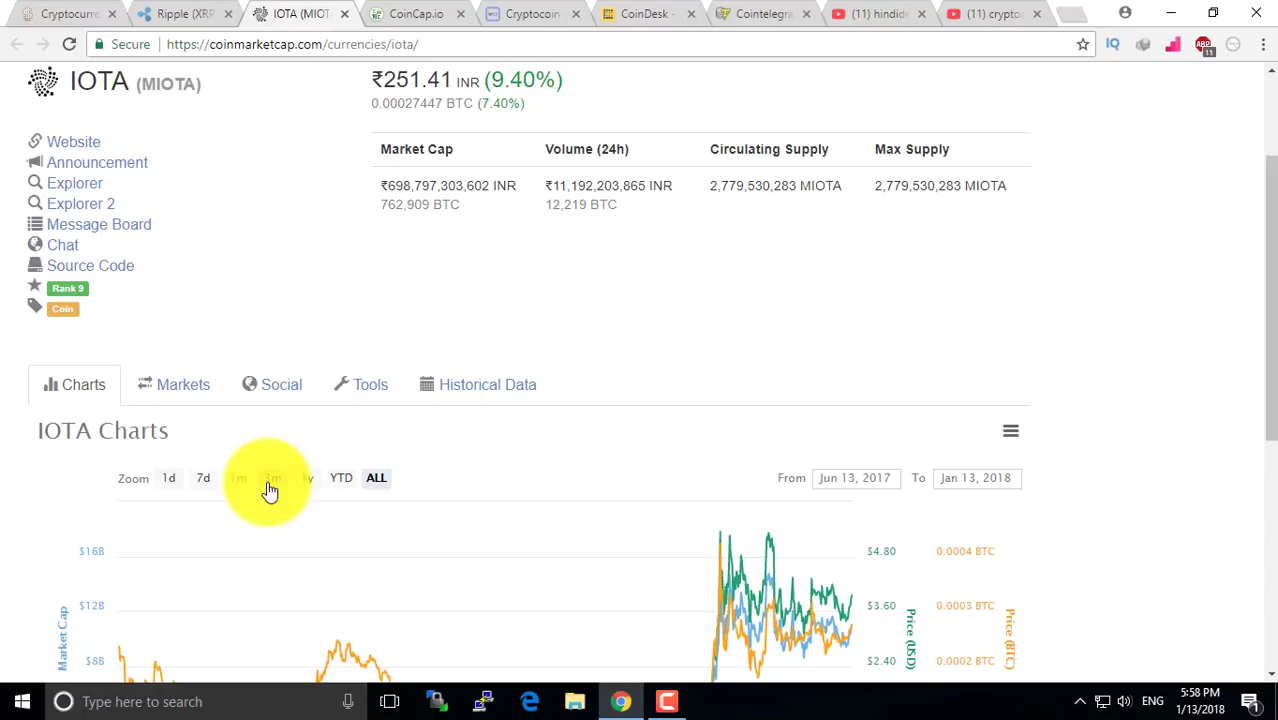 Cryptocurre
Ripple (XRP
IOTA (MIOT
CoinCap.io
Cryptocoin
CoinDesk -
Cointelegra
(11) hindide
(11) crypto
Secure
https://coinmarketcap.com/currencies/iota/
IQ
ABP
11
IOTA (MIOTA)
₹251.41 INR (9.40%)
0.00027447 BTC (7.40%)
Market Cap Volume (24h) Circulating Supply Max Supply
₹698,797,303,602 INR ₹11,192,203,865 INR 2,779,530,283 MIOTA 2,779,530,283 MIOTA
762,909 BTC 12,219 BTC
Website
Announcement
Explorer
Explorer 2
Message Board
Chat
Source Code
Rank 9
Coin
Charts Markets Social Tools Historical Data
IOTA Charts
Zoom 1d 7d 1m 3m 1y YTD ALL From Jun 13, 2017 To Jan 13, 2018
$16B $4.80 0.0004 BTC
$12B $3.60 0.0003 BTC
$8B $2.40 0.0002 BTC
Market Cap
Price (USD)
Price (BTC)
Type here to search
ENG
5:58 PM
1/13/2018
1